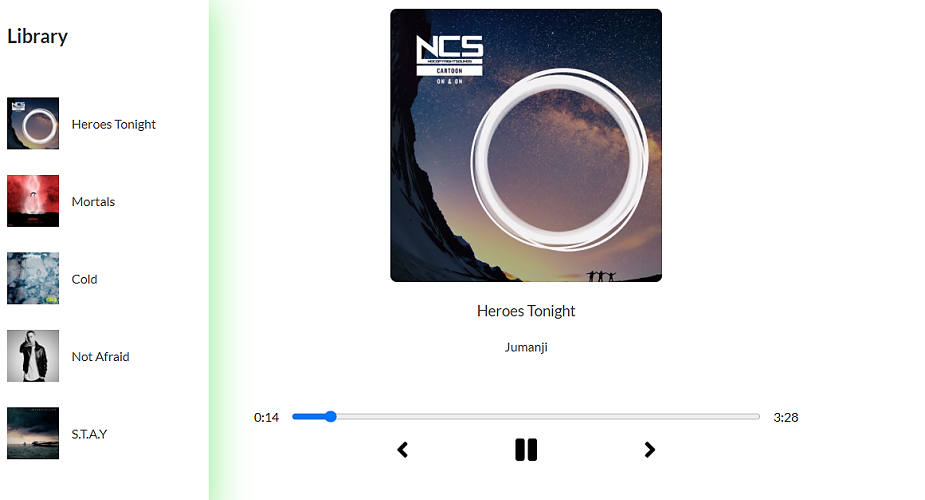 Library
Heroes Tonight
Mortals
Cold
Not Afraid
S.T.A.Y
NCS
NOCOPYRIGHTSOUNDS
CARTOON
ON & ON
Heroes Tonight
Jumanji
0:14
3:28